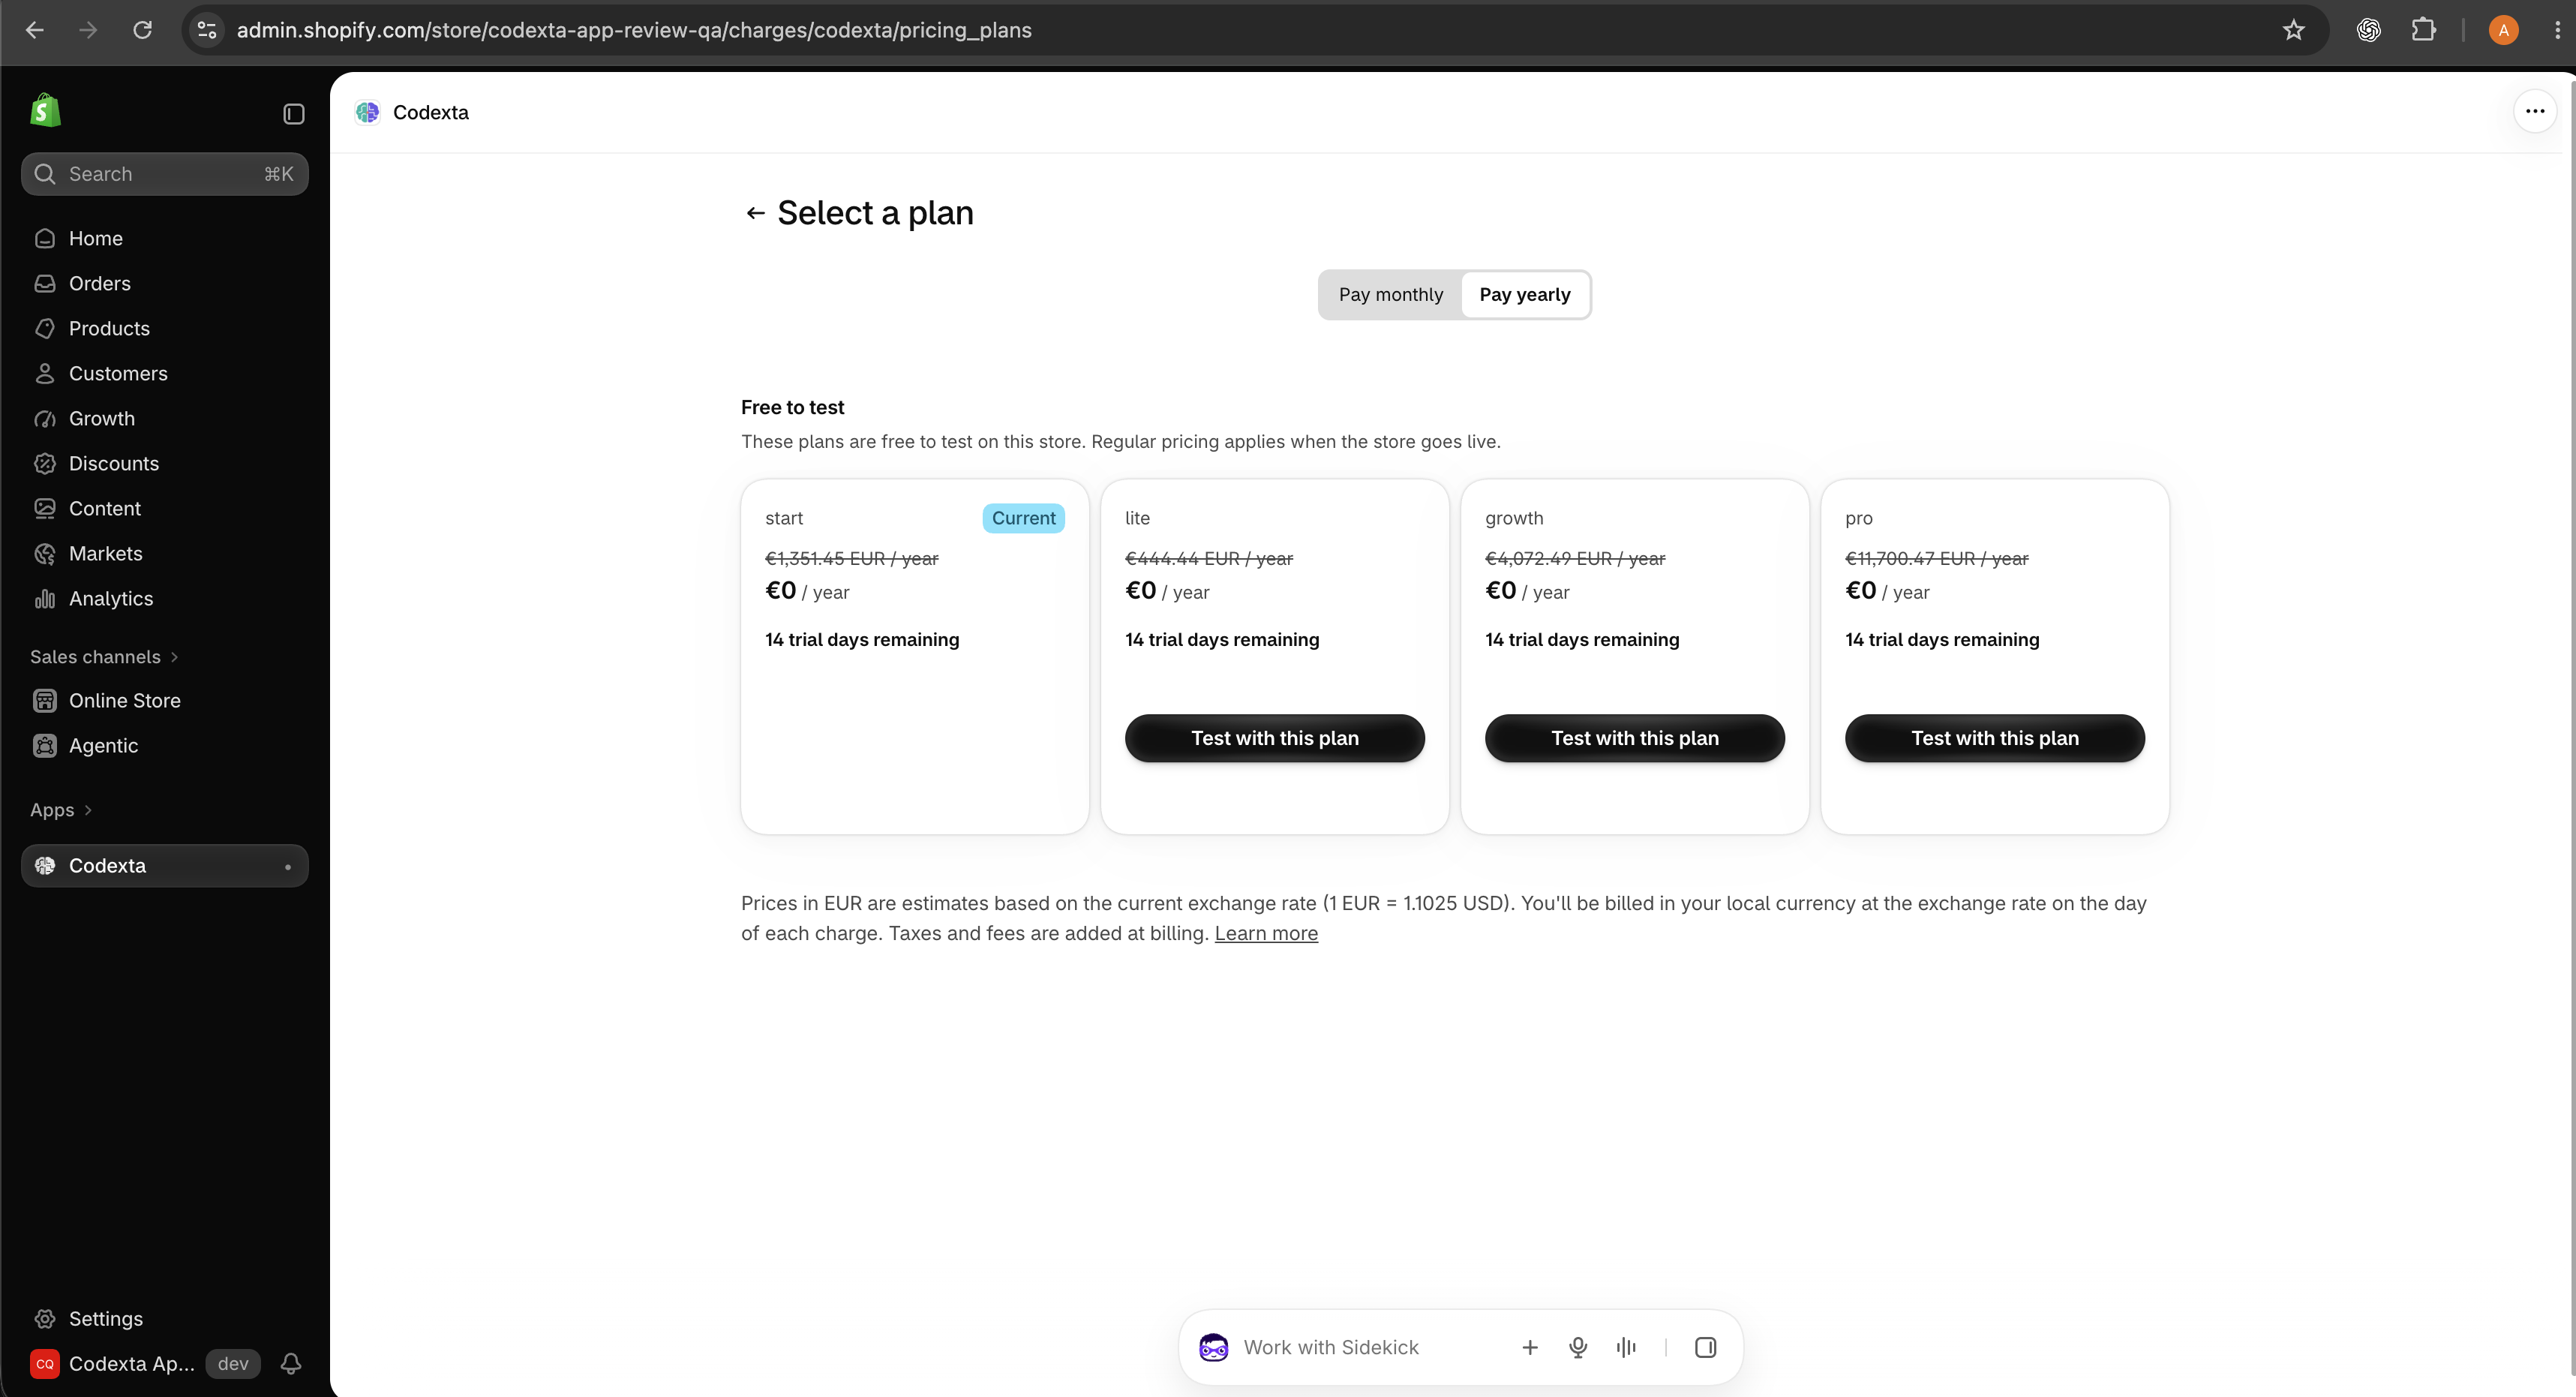 admin.shopify.com/store/codexta-app-review-qa/charges/codexta/pricing_plans
A
Search
⌘K
Home
Orders
Products
Customers
Growth
Discounts
Content
Markets
Analytics
Sales channels
Online Store
Agentic
Apps
Codexta
Settings
CQ
Codexta Ap...
dev
Codexta
Select a plan
Pay monthly
Pay yearly
Free to test
These plans are free to test on this store. Regular pricing applies when the store goes live.
start
Current
€1,351.45 EUR / year
€0 / year
14 trial days remaining
lite
€444.44 EUR / year
€0 / year
14 trial days remaining
Test with this plan
growth
€4,072.49 EUR / year
€0 / year
14 trial days remaining
Test with this plan
pro
€11,700.47 EUR / year
€0 / year
14 trial days remaining
Test with this plan
Prices in EUR are estimates based on the current exchange rate (1 EUR = 1.1025 USD). You'll be billed in your local currency at the exchange rate on the day
of each charge. Taxes and fees are added at billing. Learn more
Work with Sidekick